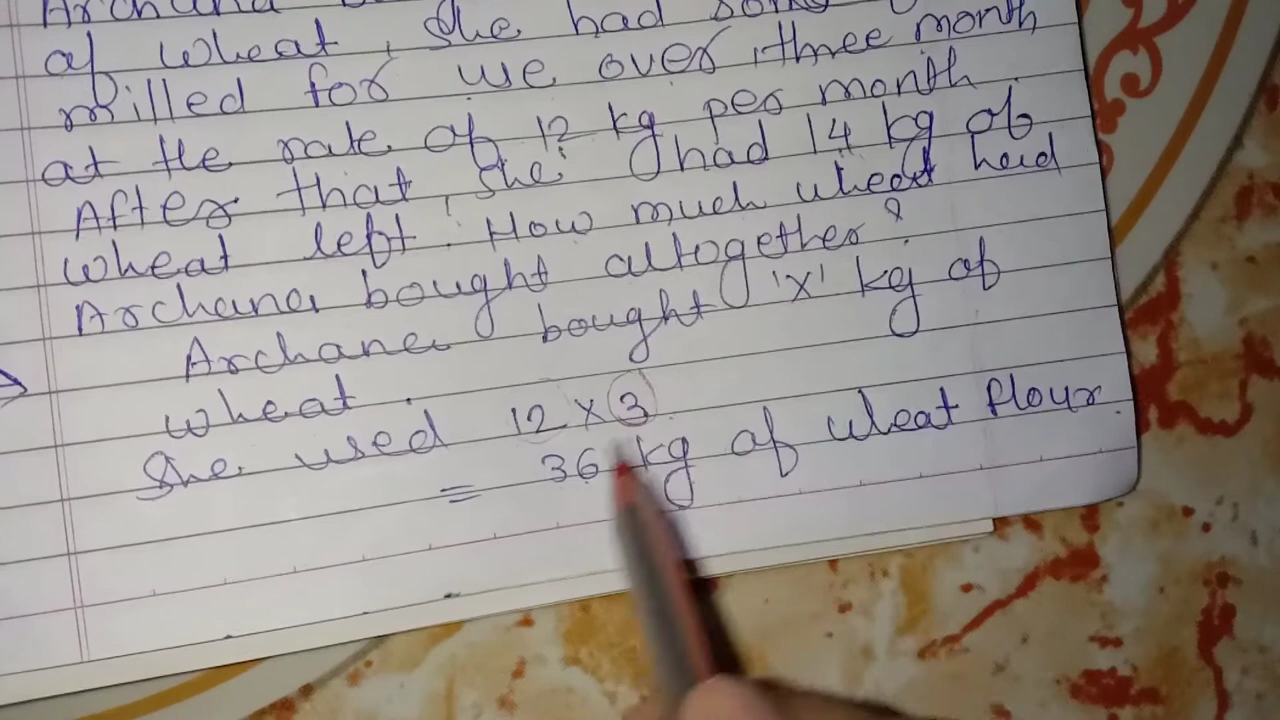 Archana
of wheat, She had some
milled for we over, three month
at the rate of 12 kg per month
After that, she had 14 kg of
wheat left. How much wheat had
Archana bought altogether?
Archana bought 'x' kg of
wheat.
She used 12 x 3
= 36 kg of wheat flour.